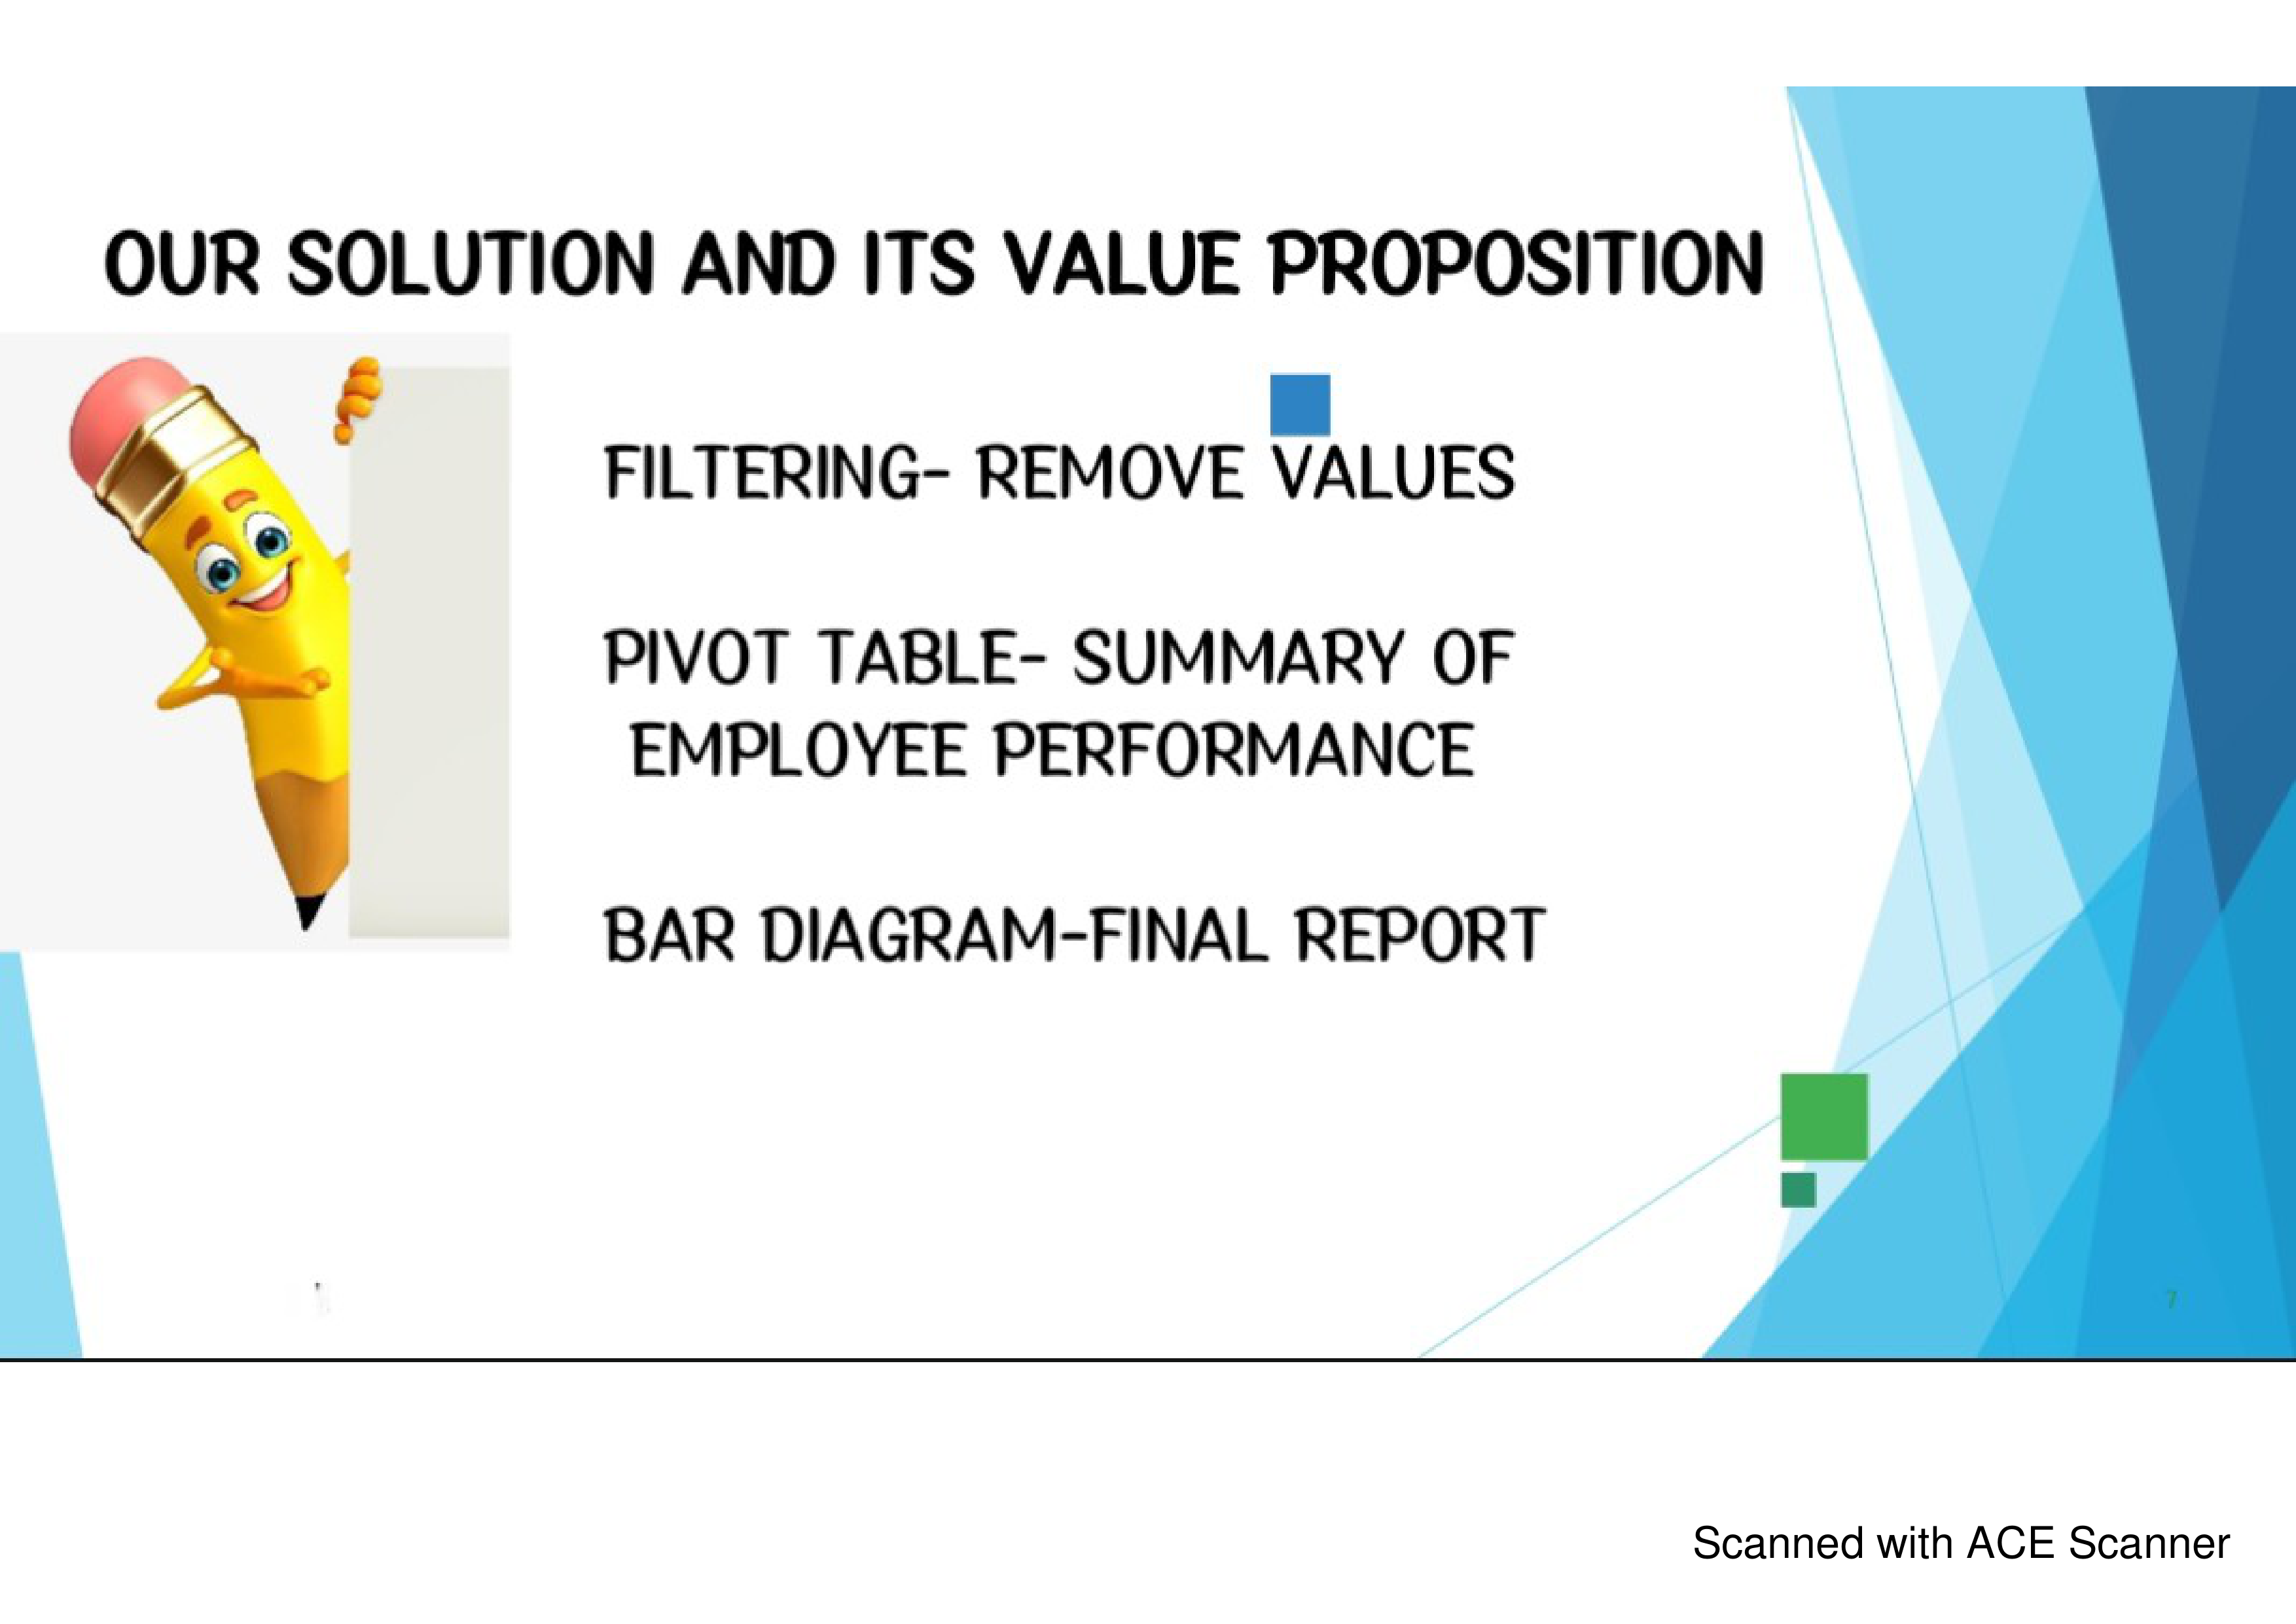 OUR SOLUTION AND ITS VALUE PROPOSITION
FILTERING- REMOVE VALUES
PIVOT TABLE- SUMMARY OF
EMPLOYEE PERFORMANCE
BAR DIAGRAM-FINAL REPORT
7
Scanned with ACE Scanner